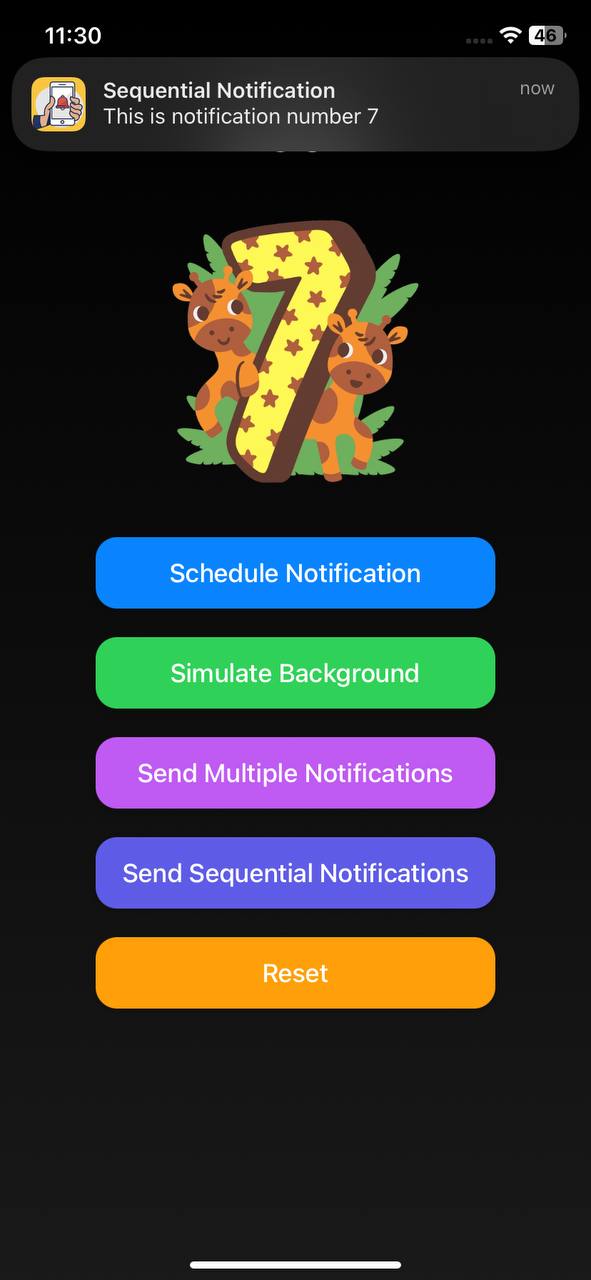 11:30
46
Sequential Notification
now
This is notification number 7
7
Schedule Notification
Simulate Background
Send Multiple Notifications
Send Sequential Notifications
Reset